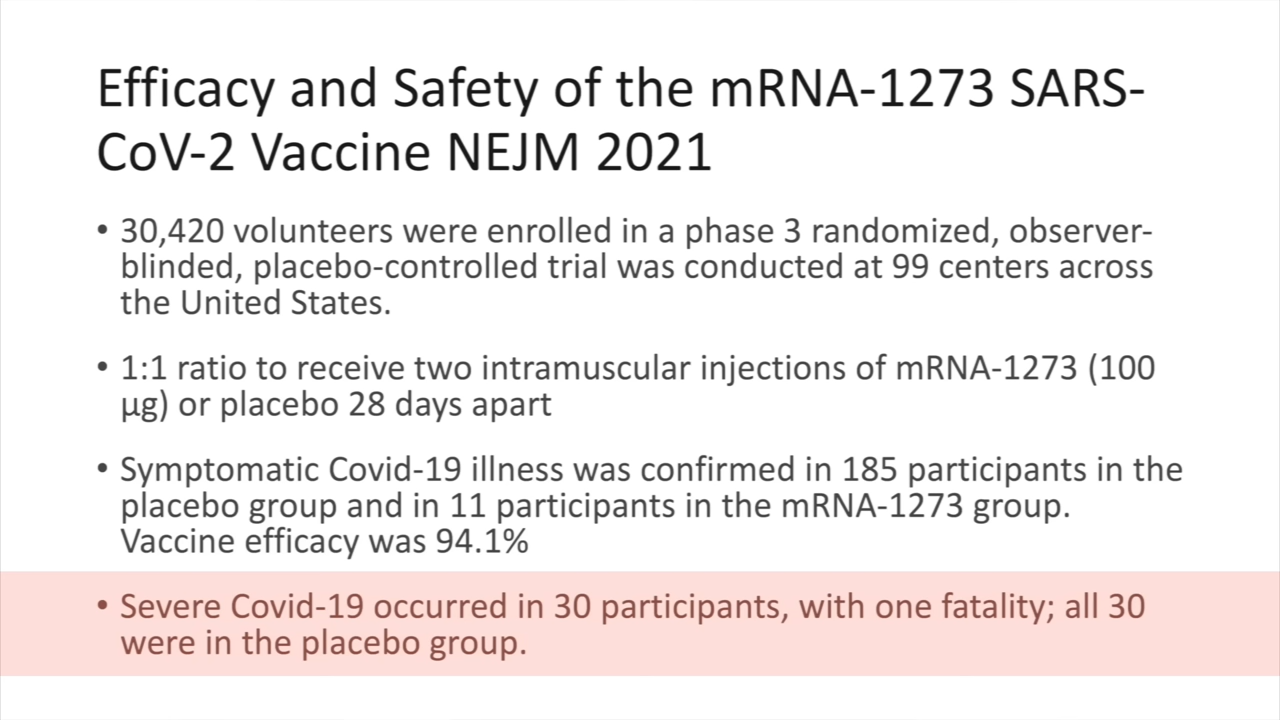 Efficacy and Safety of the mRNA-1273 SARS-
CoV-2 Vaccine NEJM 2021
• 30,420 volunteers were enrolled in a phase 3 randomized, observer-
blinded, placebo-controlled trial was conducted at 99 centers across
the United States.
• 1:1 ratio to receive two intramuscular injections of mRNA-1273 (100
μg) or placebo 28 days apart
• Symptomatic Covid-19 illness was confirmed in 185 participants in the
placebo group and in 11 participants in the mRNA-1273 group.
Vaccine efficacy was 94.1%
• Severe Covid-19 occurred in 30 participants, with one fatality; all 30
were in the placebo group.